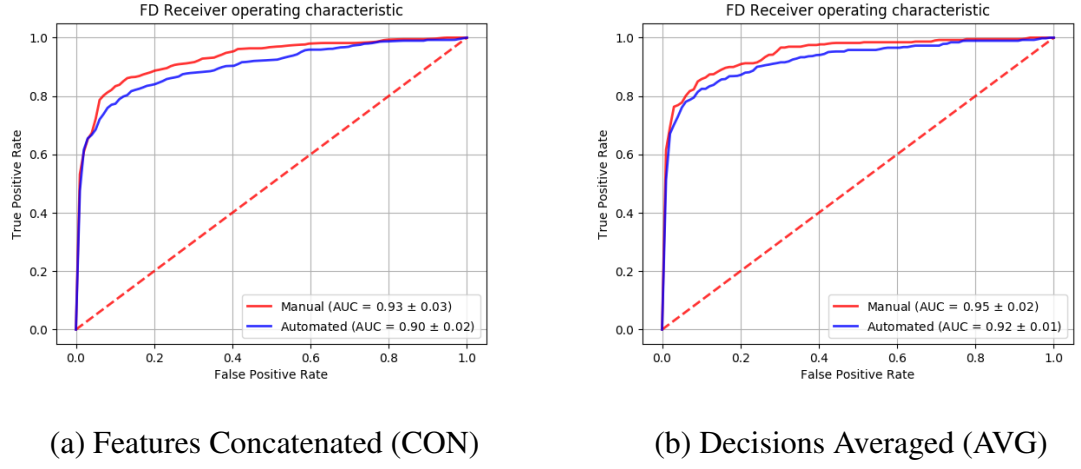 FD Receiver operating characteristic
1.0
0.8
0.6
0.4
0.2
0.0
True Positive Rate
Manual (AUC = 0.93 ± 0.03)
Automated (AUC = 0.90 ± 0.02)
0.0 0.2 0.4 0.6 0.8 1.0
False Positive Rate
(a) Features Concatenated (CON)
FD Receiver operating characteristic
1.0
0.8
0.6
0.4
0.2
0.0
True Positive Rate
Manual (AUC = 0.95 ± 0.02)
Automated (AUC = 0.92 ± 0.01)
0.0 0.2 0.4 0.6 0.8 1.0
False Positive Rate
(b) Decisions Averaged (AVG)